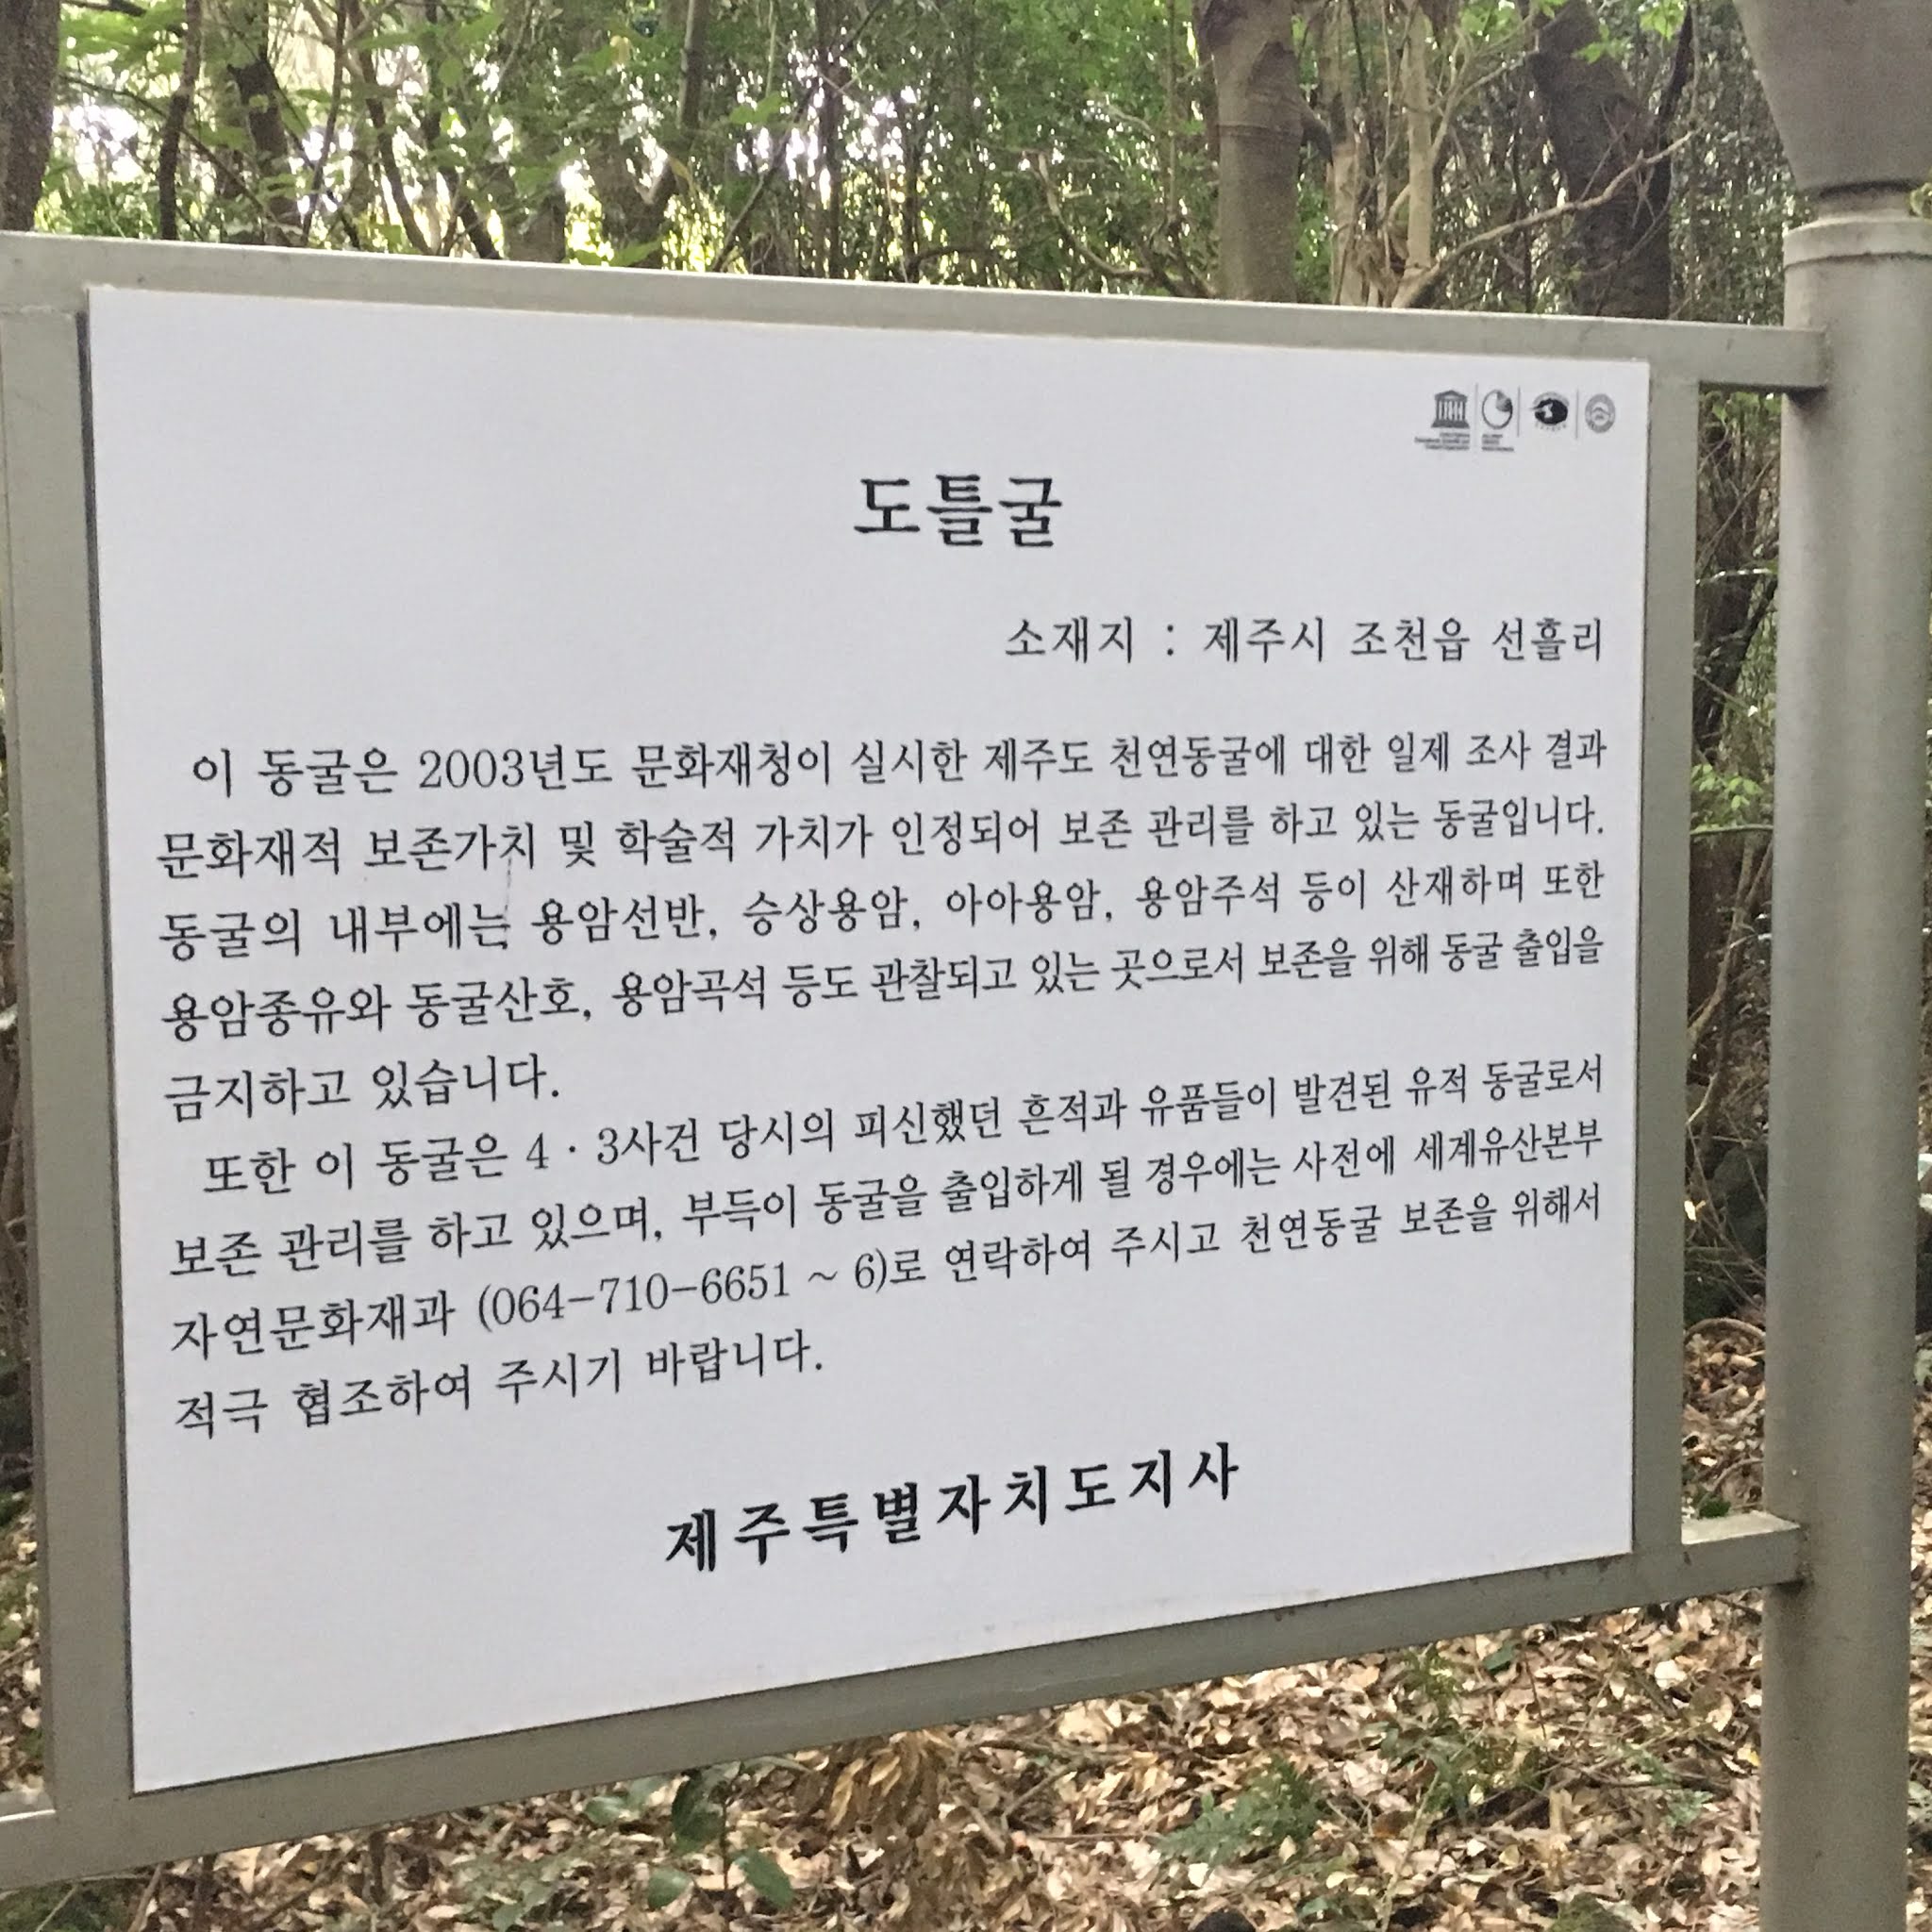 도틀굴
소재지 : 제주시 조천읍 선흘리
이 동굴은 2003년도 문화재청이 실시한 제주도 천연동굴에 대한 일제 조사 결과
문화재적 보존가치 및 학술적 가치가 인정되어 보존 관리를 하고 있는 동굴입니다.
동굴의 내부에는 용암선반, 승상용암, 아아용암, 용암주석 등이 산재하며 또한
용암종유와 동굴산호, 용암곡석 등도 관찰되고 있는 곳으로서 보존을 위해 동굴 출입을
금지하고 있습니다.
또한 이 동굴은 4 · 3사건 당시의 피신했던 흔적과 유품들이 발견된 유적 동굴로서
보존 관리를 하고 있으며, 부득이 동굴을 출입하게 될 경우에는 사전에 세계유산본부
자연문화재과 (064-710-6651 ~ 6)로 연락하여 주시고 천연동굴 보존을 위해서
적극 협조하여 주시기 바랍니다.
제주특별자치도지사